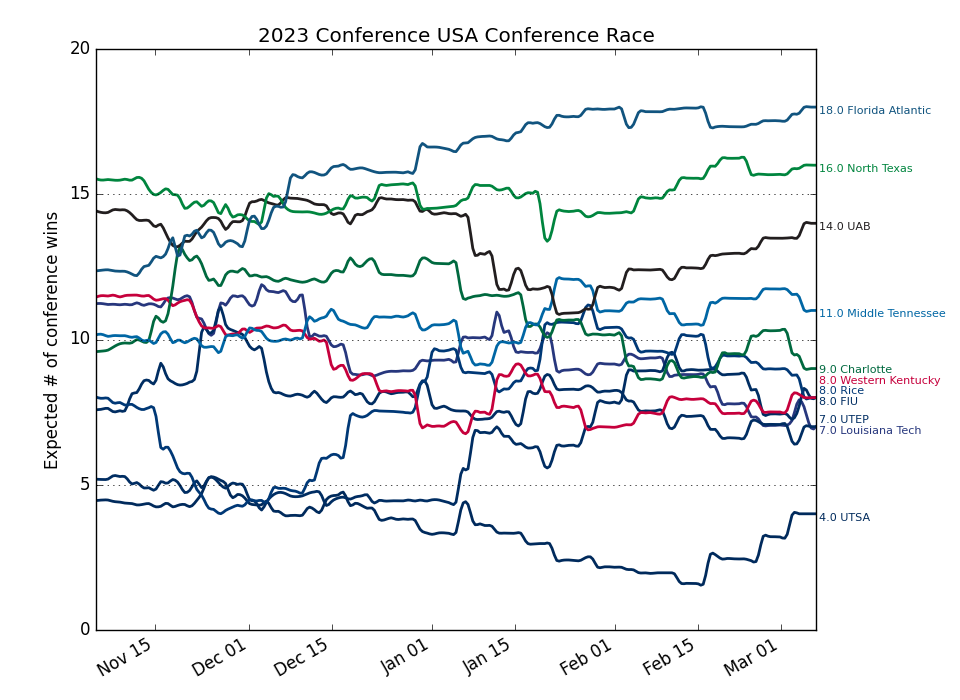 2023 Conference USA Conference Race
20
15
10
5
0
Expected # of conference wins
18.0 Florida Atlantic
16.0 North Texas
14.0 UAB
11.0 Middle Tennessee
9.0 Charlotte
8.0 Western Kentucky
8.0 Rice
8.0 FIU
7.0 UTEP
7.0 Louisiana Tech
4.0 UTSA
Nov 15
Dec 01
Dec 15
Jan 01
Jan 15
Feb 01
Feb 15
Mar 01